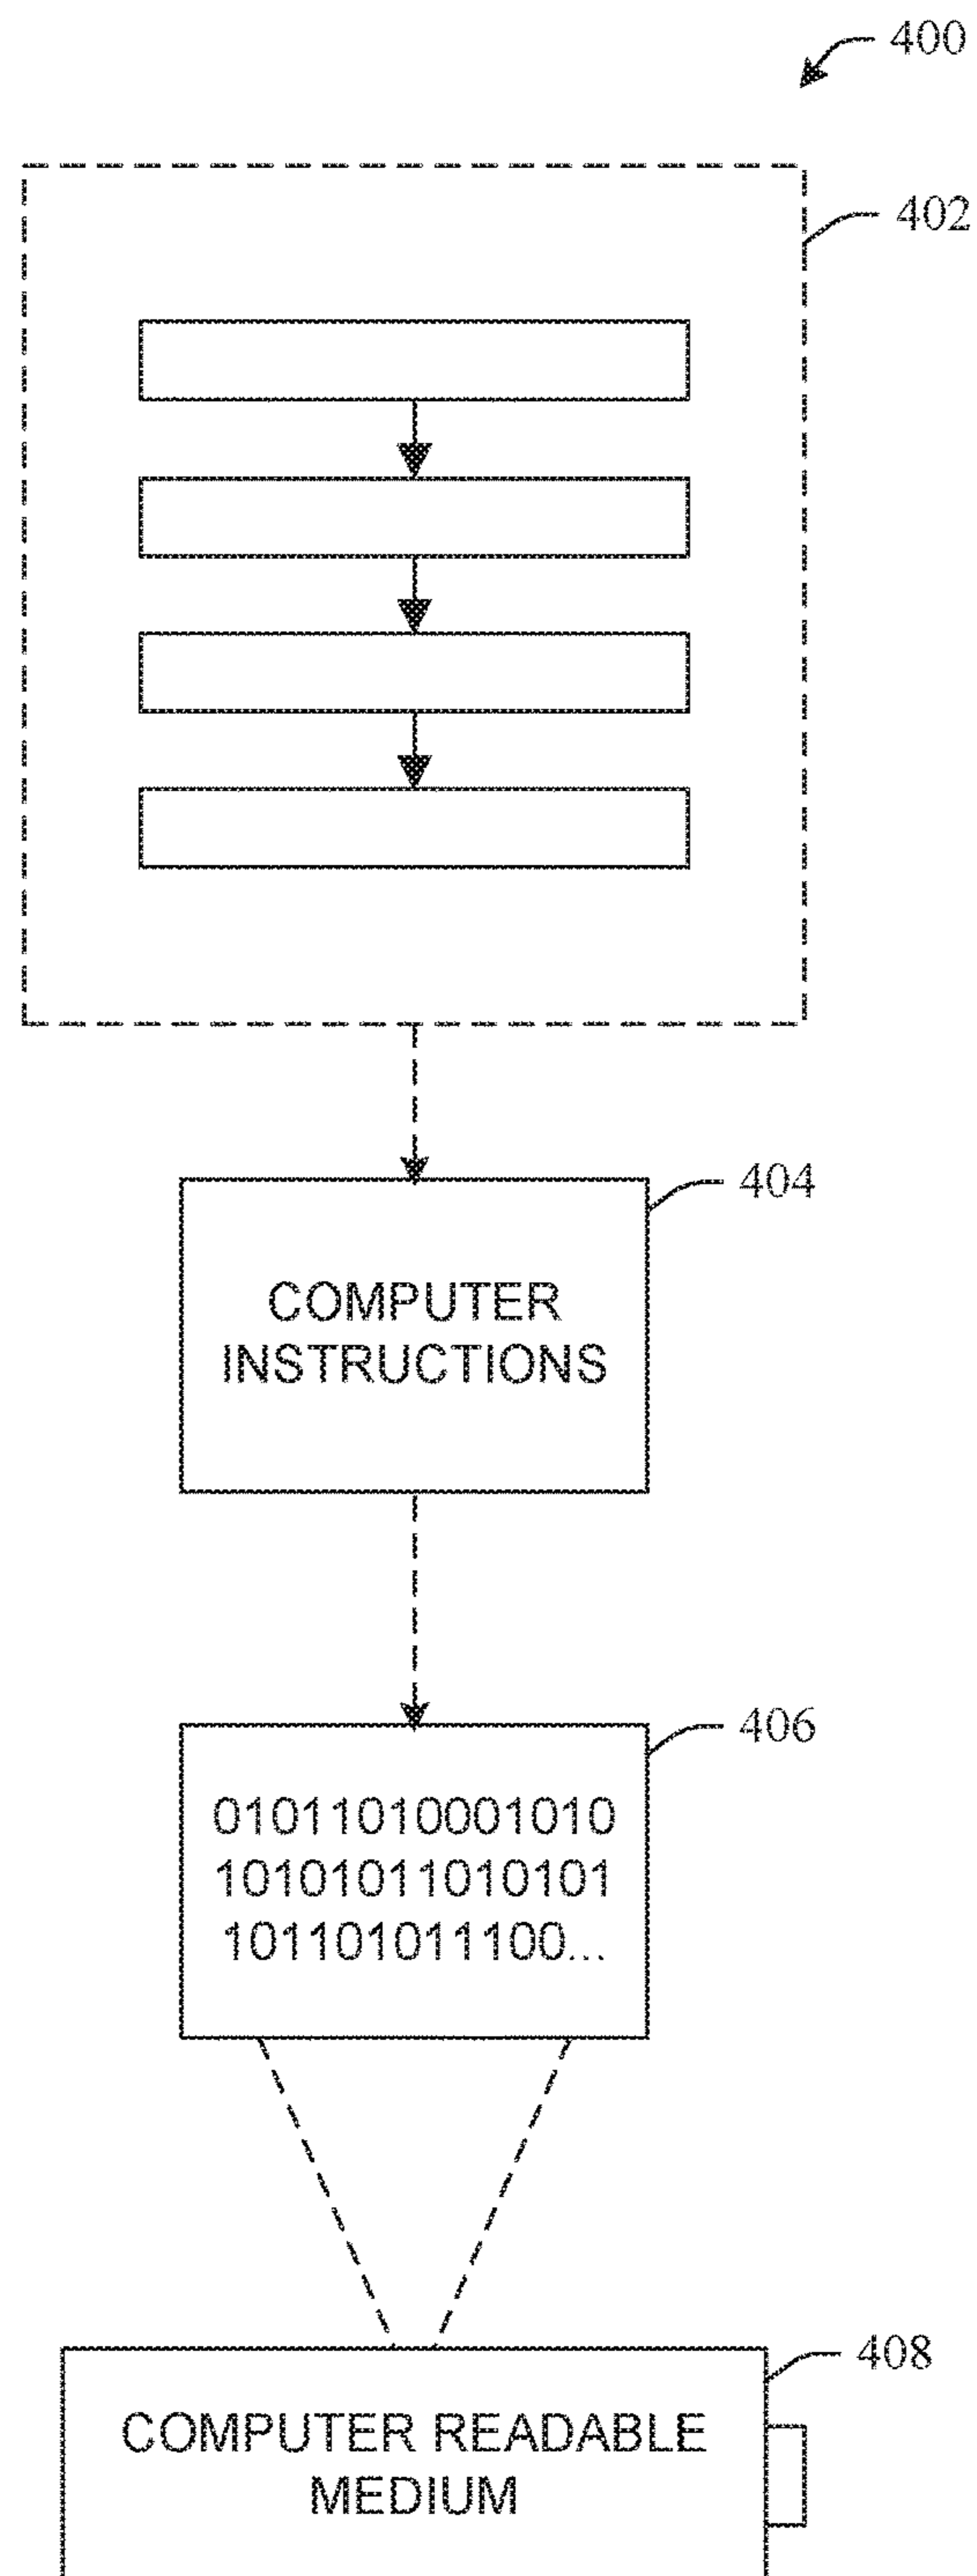 400
402
404
COMPUTER
INSTRUCTIONS
406
01011010001010
10101011010101
101101011100...
408
COMPUTER READABLE
MEDIUM